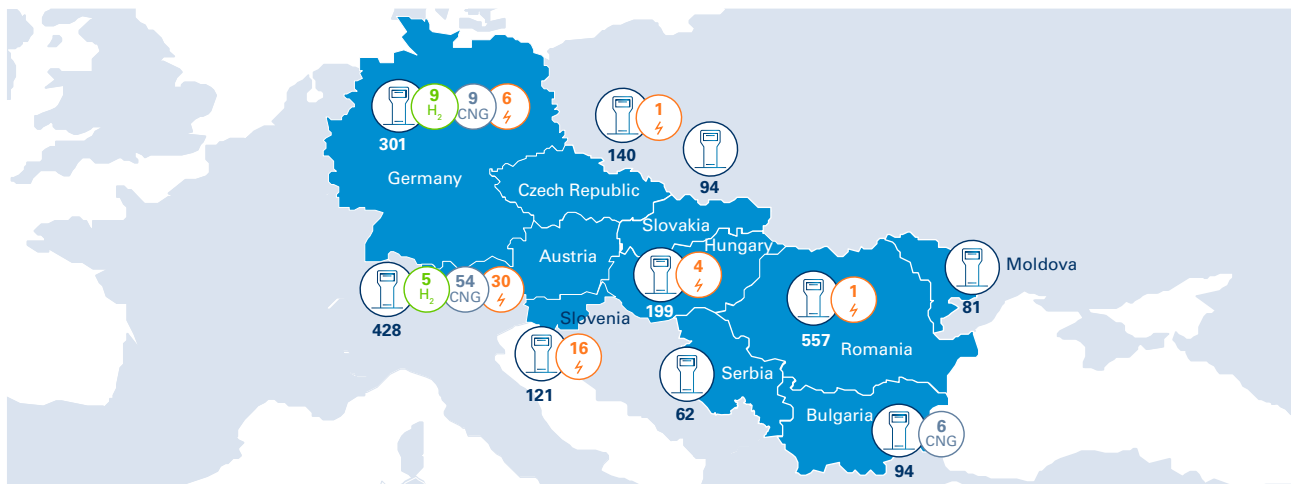 9
H₂
9
CNG
6
301
Germany
1
140
94
Czech Republic
Slovakia
Hungary
Austria
5
H₂
54
CNG
30
428
4
199
Slovenia
16
121
1
557
Romania
Moldova
81
Serbia
62
Bulgaria
6
CNG
94